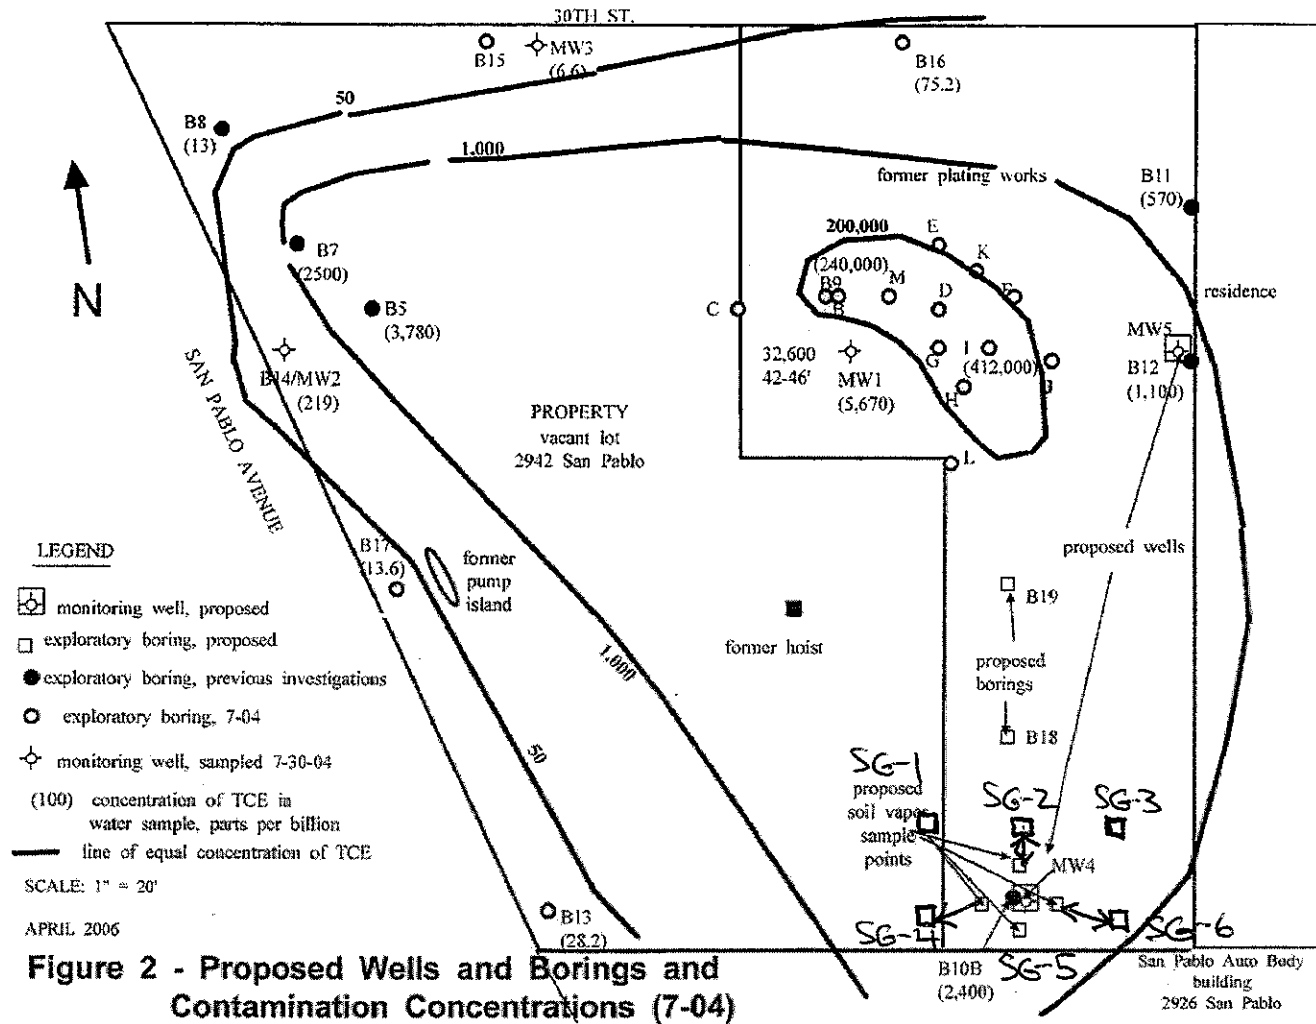 30TH ST.
B15
MW3
(6.6)
B16
(75.2)
50
B8
(13)
1.000
former plating works
B11
(570)
N
B7
(2500)
200,000
E
K
(240,000)
B9
B
M
D
F
C
residence
B5
(3,780)
MW5
B12
(1,100)
32,600
42-46'
MW1
(5,670)
G
I
(412,000)
J
H
B14/MW2
(219)
SAN PABLO AVENUE
PROPERTY
vacant lot
2942 San Pablo
L
B17
(13.6)
former
pump
island
proposed wells
LEGEND
monitoring well, proposed
exploratory boring, proposed
exploratory boring, previous investigations
exploratory boring, 7-04
monitoring well, sampled 7-30-04
(100) concentration of TCE in
water sample, parts per billion
line of equal concentration of TCE
SCALE: 1" = 20'
APRIL 2006
former hoist
1.000
50
B19
proposed
borings
B18
SG-1
proposed
soil vapor
sample
points
SG-2
SG-3
MW4
SG-5
SG-6
B13
(28.2)
B10B
(2,400)
San Pablo Auto Body
building
2926 San Pablo
Figure 2 - Proposed Wells and Borings and
Contamination Concentrations (7-04)